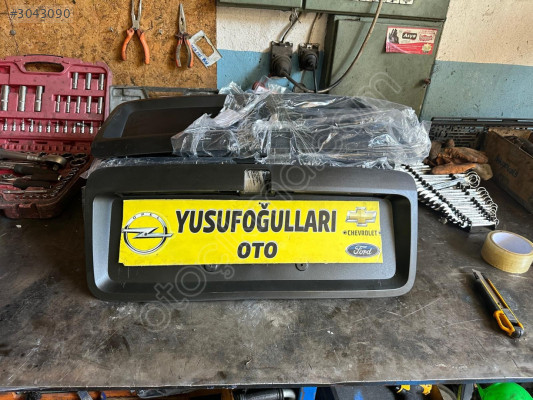 #3043090
YUSUFOĞULLARI
OTO
CHEVROLET
Ford